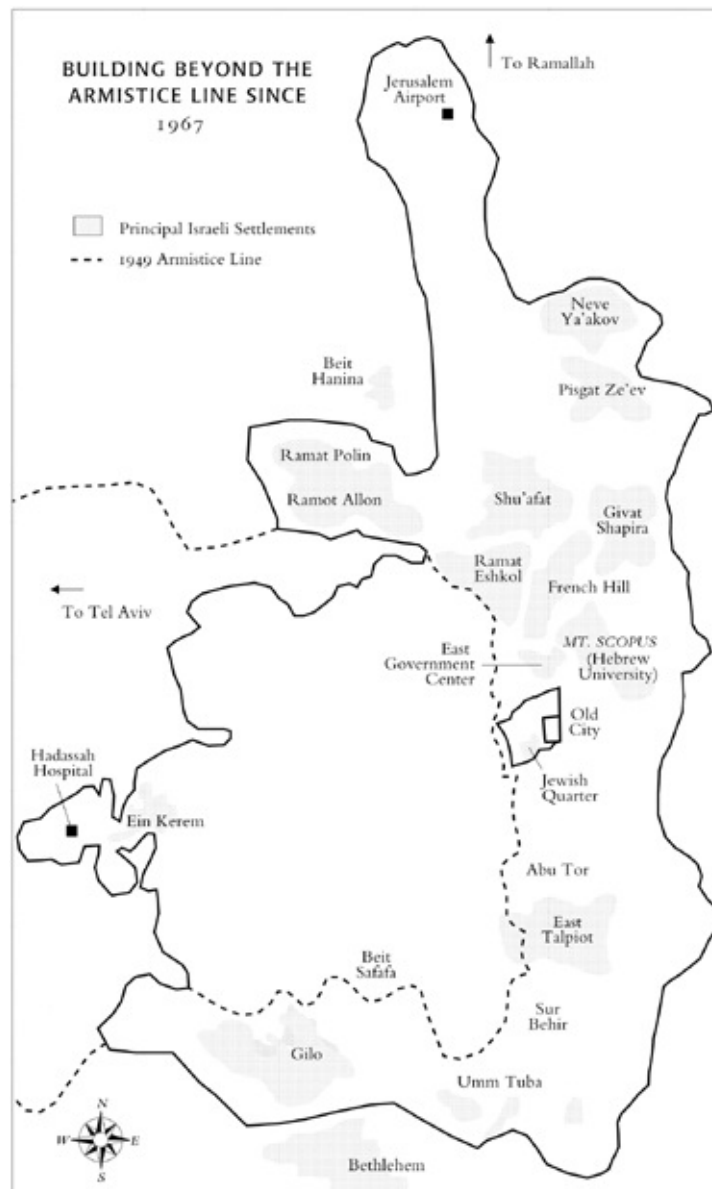 BUILDING BEYOND THE
ARMISTICE LINE SINCE
1967
To Ramallah
Jerusalem
Airport
Principal Israeli Settlements
1949 Armistice Line
Neve
Ya'akov
Beit
Hanina
Pisgat Ze'ev
Ramat Polin
Ramot Allon
Shu'afat
Givat
Shapira
Ramat
Eshkol
French Hill
To Tel Aviv
East
Government
Center
MT. SCOPUS
(Hebrew
University)
Old
City
Hadassah
Hospital
Jewish
Quarter
Ein Kerem
Abu Tor
East
Talpiot
Beit
Safafa
Sur
Behir
Gilo
Umm Tuba
N
W
E
S
Bethlehem